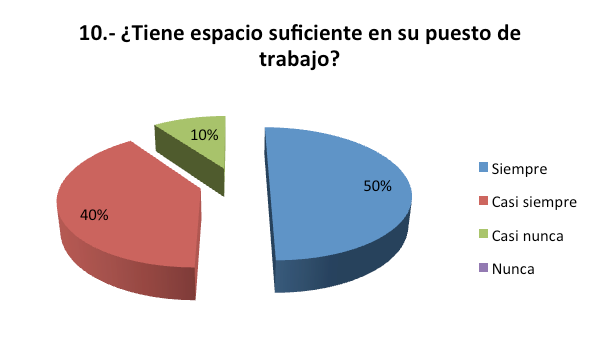 10.- ¿Tiene espacio suficiente en su puesto de
trabajo?
10%
50%
40%
Siempre
Casi siempre
Casi nunca
Nunca